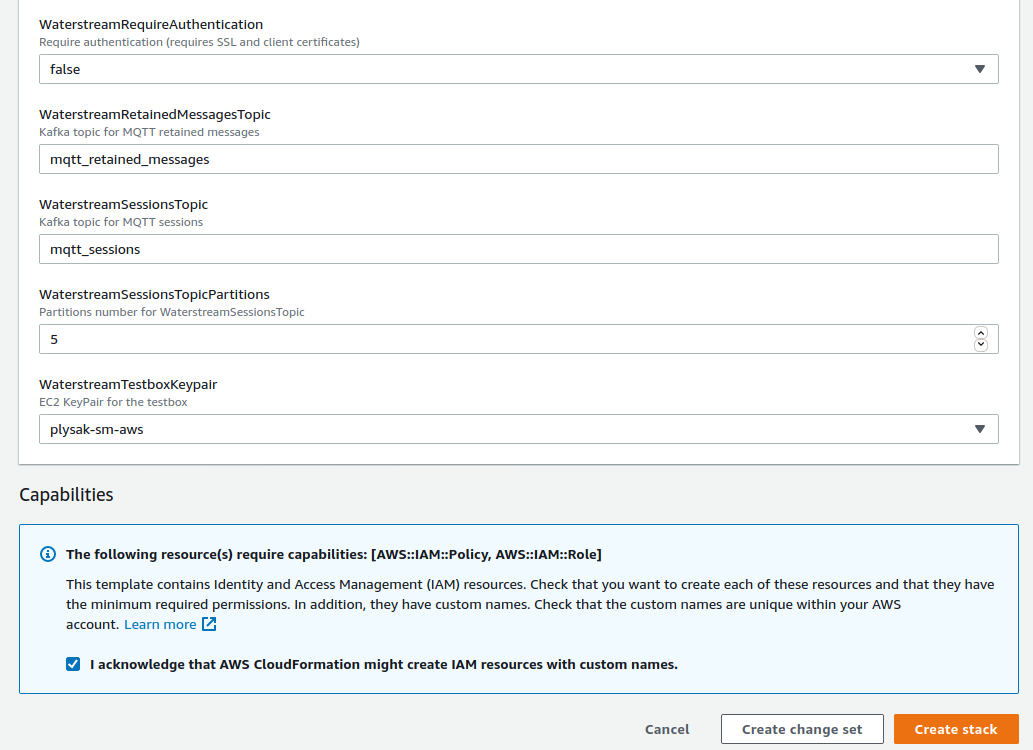 WaterstreamRequireAuthentication
Require authentication (requires SSL and client certificates)
false
WaterstreamRetainedMessagesTopic
Kafka topic for MQTT retained messages
mqtt_retained_messages
WaterstreamSessionsTopic
Kafka topic for MQTT sessions
mqtt_sessions
WaterstreamSessionsTopicPartitions
Partitions number for WaterstreamSessionsTopic
5
WaterstreamTestboxKeypair
EC2 KeyPair for the testbox
plysak-sm-aws
Capabilities
The following resource(s) require capabilities: [AWS::IAM::Policy, AWS::IAM::Role]
This template contains Identity and Access Management (IAM) resources. Check that you want to create each of these resources and that they have
the minimum required permissions. In addition, they have custom names. Check that the custom names are unique within your AWS
account. Learn more
I acknowledge that AWS CloudFormation might create IAM resources with custom names.
Cancel Create change set Create stack